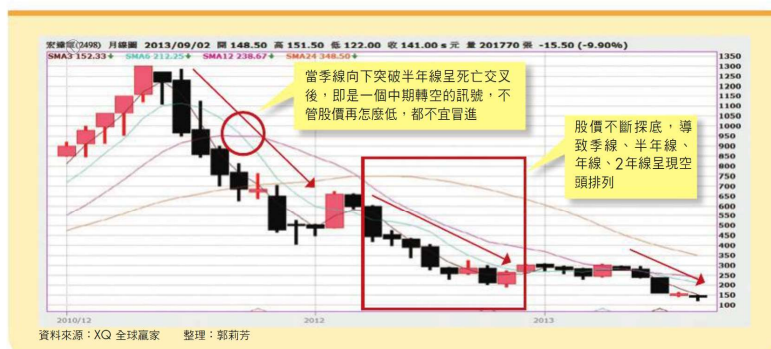 宏達電(2498) 月線圖 2013/09/02 開 148.50 高 151.50 低 122.00 收 141.00 s 元 量 201770 張 -15.50 (-9.90%)
SMA3 152.33↓ SMA6 212.25↓ SMA12 238.67↓ SMA24 348.50↓
當季線向下突破半年線呈死亡交叉
後,即是一個中期轉空的訊號,不
管股價再怎麼低,都不宜冒進
股價不斷探底,導
致季線、半年線、
年線、2年線呈現空
頭排列
1350
1300
1250
1200
1150
1100
1050
1000
950
900
850
800
750
700
650
600
550
500
450
400
350
300
250
200
150
100
2010/12 2012 2013
資料來源:XQ 全球贏家 整理:郭莉芳